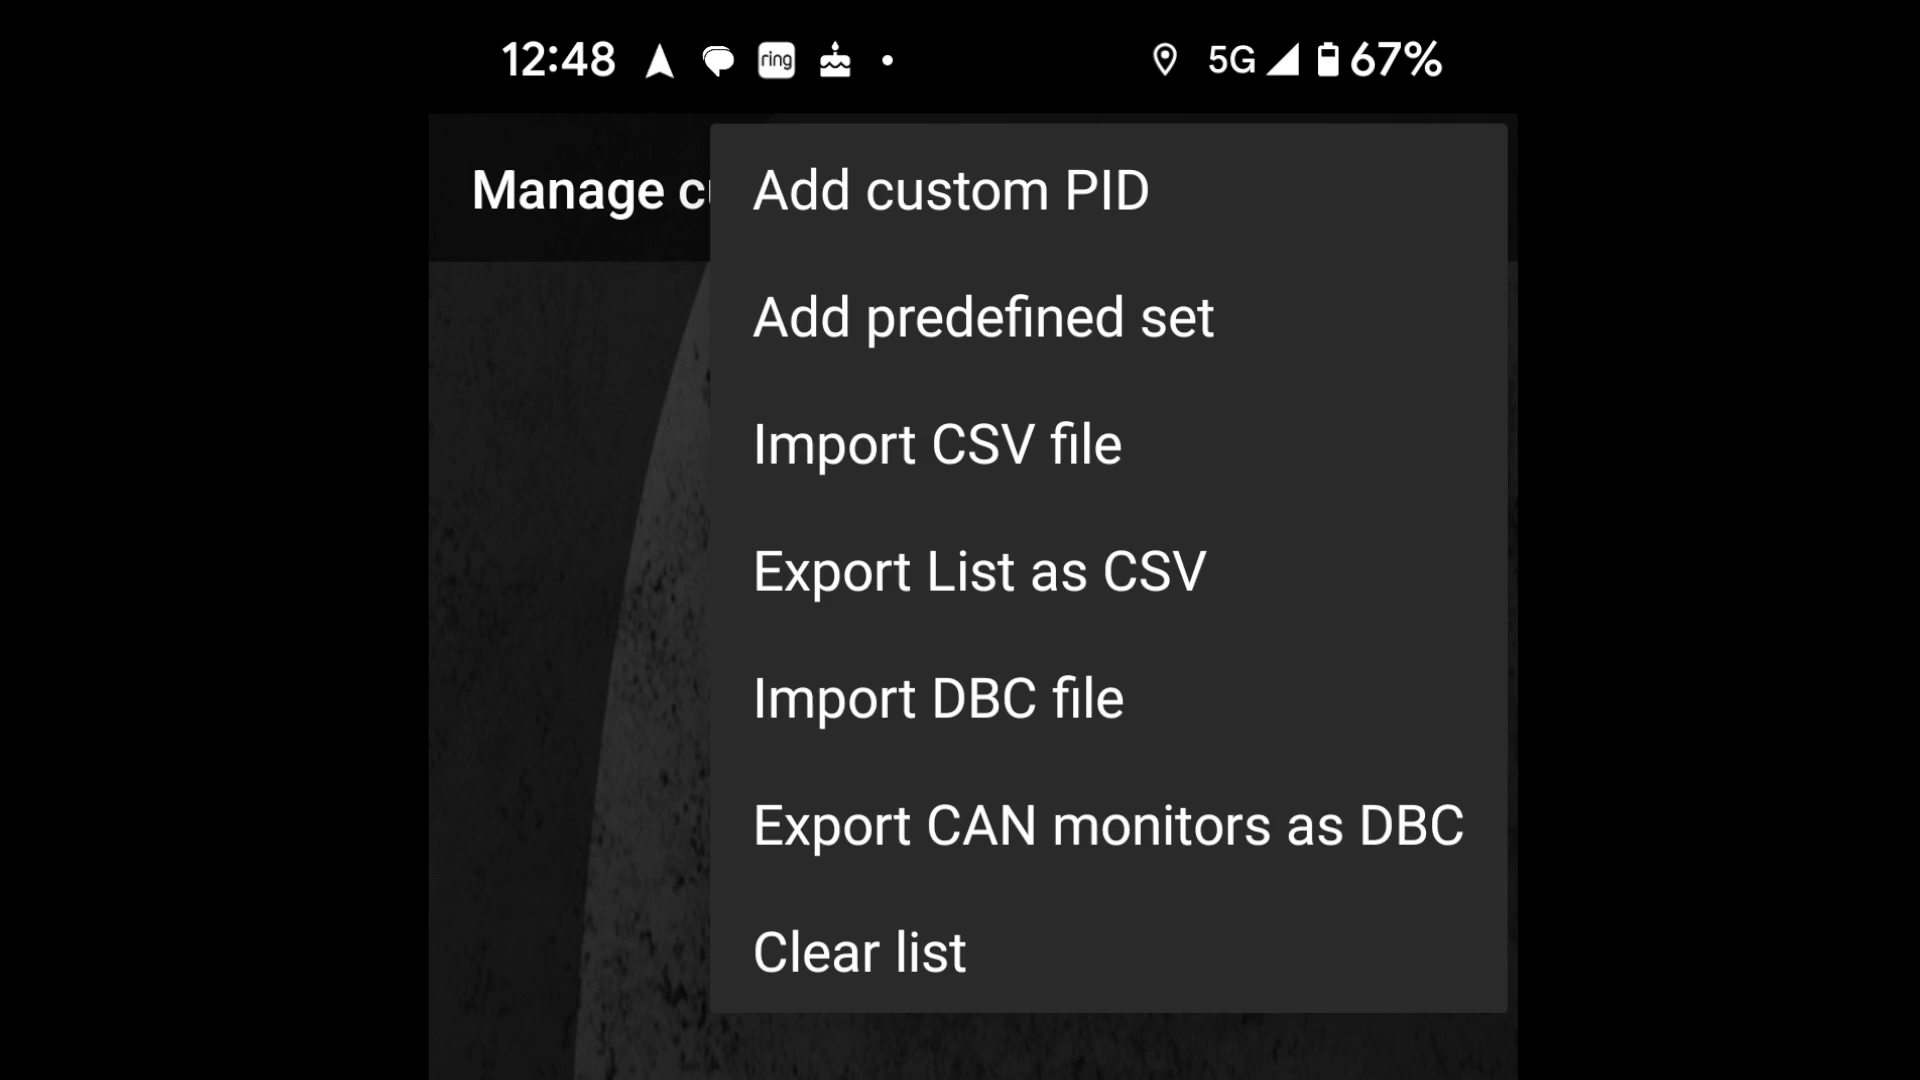 12:48 ring 5G 67%
Manage c
Add custom PID
Add predefined set
Import CSV file
Export List as CSV
Import DBC file
Export CAN monitors as DBC
Clear list